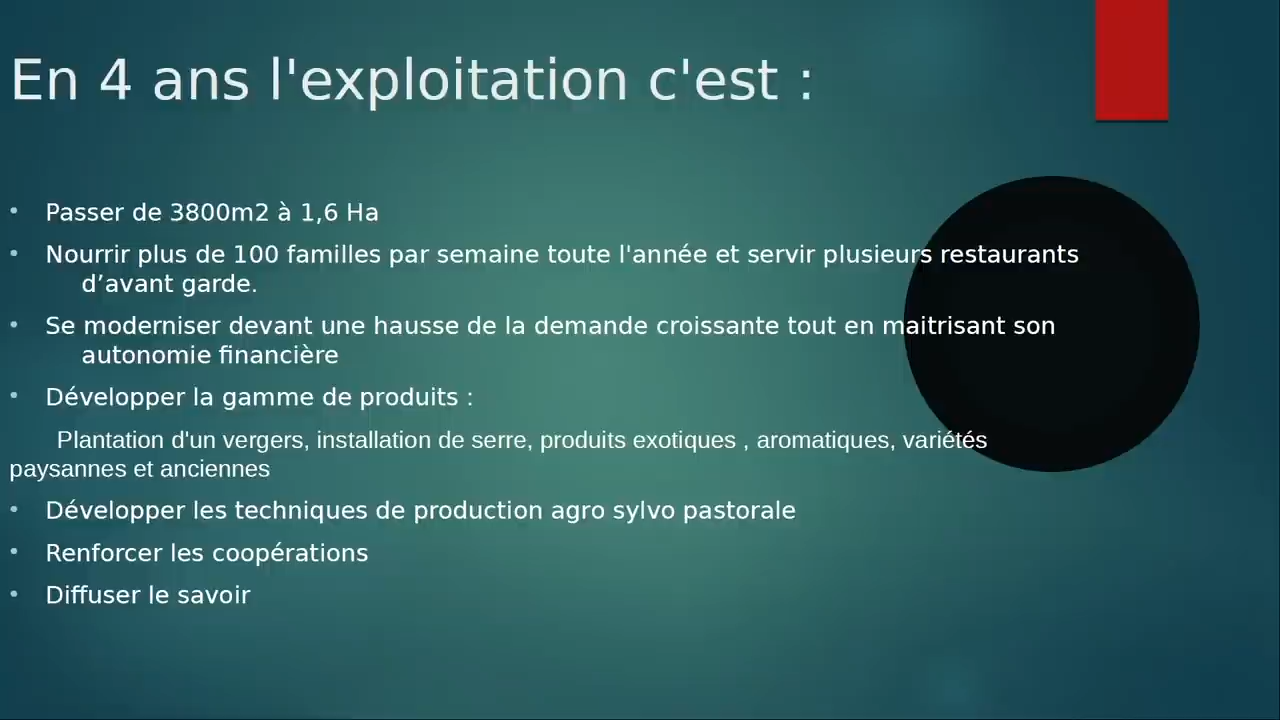 En 4 ans l'exploitation c'est :
• Passer de 3800m2 à 1,6 Ha
• Nourrir plus de 100 familles par semaine toute l'année et servir plusieurs restaurants
d’avant garde.
• Se moderniser devant une hausse de la demande croissante tout en maitrisant son
autonomie financière
• Développer la gamme de produits :
Plantation d'un vergers, installation de serre, produits exotiques , aromatiques, variétés
paysannes et anciennes
• Développer les techniques de production agro sylvo pastorale
• Renforcer les coopérations
• Diffuser le savoir